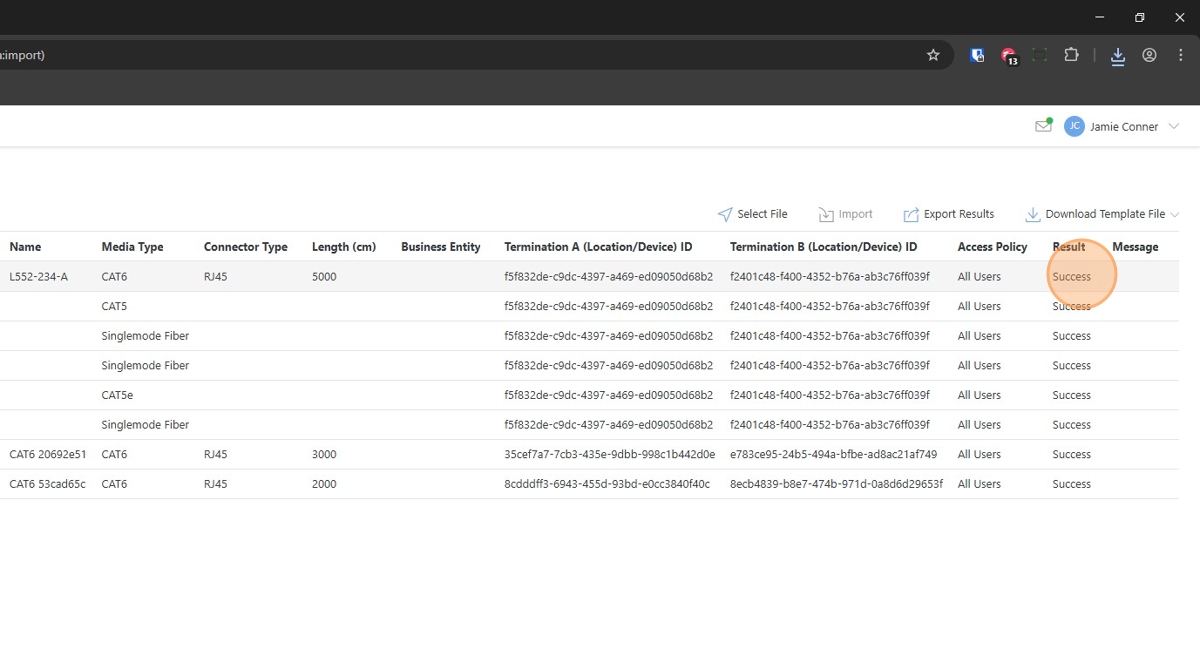 :import)
13
JC Jamie Conner
Select File Import Export Results Download Template File
Name Media Type Connector Type Length (cm) Business Entity Termination A (Location/Device) ID Termination B (Location/Device) ID Access Policy Result Message
L552-234-A CAT6 RJ45 5000 f5f832de-c9dc-4397-a469-ed09050d68b2 f2401c48-f400-4352-b76a-ab3c76ff039f All Users Success
CAT5 f5f832de-c9dc-4397-a469-ed09050d68b2 f2401c48-f400-4352-b76a-ab3c76ff039f All Users Success
Singlemode Fiber f5f832de-c9dc-4397-a469-ed09050d68b2 f2401c48-f400-4352-b76a-ab3c76ff039f All Users Success
Singlemode Fiber f5f832de-c9dc-4397-a469-ed09050d68b2 f2401c48-f400-4352-b76a-ab3c76ff039f All Users Success
CAT5e f5f832de-c9dc-4397-a469-ed09050d68b2 f2401c48-f400-4352-b76a-ab3c76ff039f All Users Success
Singlemode Fiber f5f832de-c9dc-4397-a469-ed09050d68b2 f2401c48-f400-4352-b76a-ab3c76ff039f All Users Success
CAT6 20692e51 CAT6 RJ45 3000 35cef7a7-7cb3-435e-9dbb-998c1b442d0e e783ce95-24b5-494a-bfbe-ad8ac21af749 All Users Success
CAT6 53cad65c CAT6 RJ45 2000 8cdddff3-6943-455d-93bd-e0cc3840f40c 8ecb4839-b8e7-474b-971d-0a8d6d29653f All Users Success